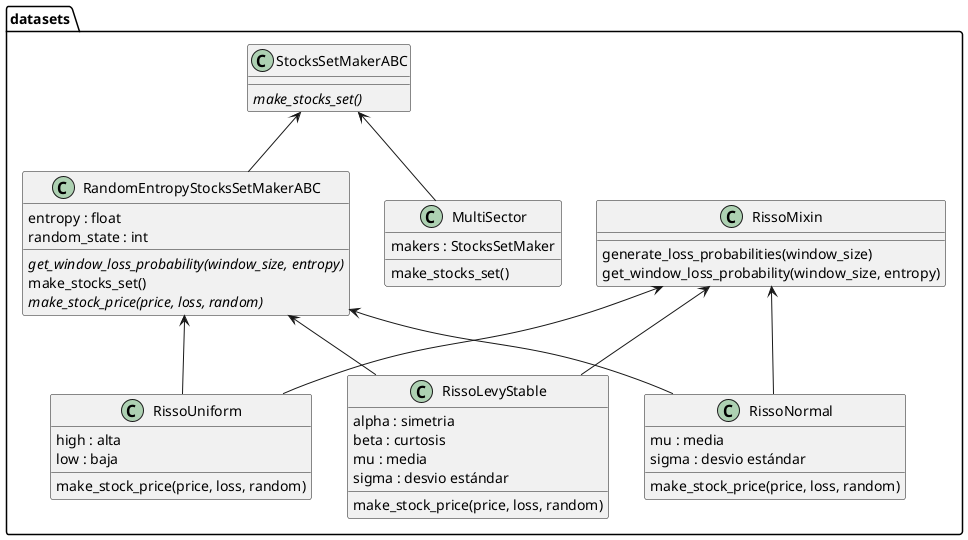 datasets
C StocksSetMakerABC
make_stocks_set()
C RandomEntropyStocksSetMakerABC
entropy : float
random_state : int
get_window_loss_probability(window_size, entropy)
make_stocks_set()
make_stock_price(price, loss, random)
C MultiSector
makers : StocksSetMaker
make_stocks_set()
C RissoMixin
generate_loss_probabilities(window_size)
get_window_loss_probability(window_size, entropy)
C RissoUniform
high : alta
low : baja
make_stock_price(price, loss, random)
C RissoLevyStable
alpha : simetria
beta : curtosis
mu : media
sigma : desvio estándar
make_stock_price(price, loss, random)
C RissoNormal
mu : media
sigma : desvio estándar
make_stock_price(price, loss, random)